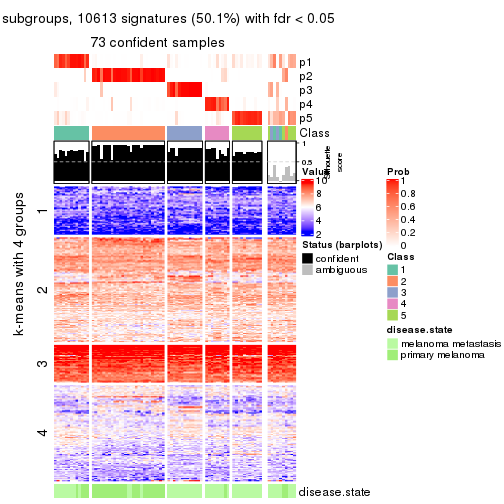 subgroups, 10613 signatures (50.1%) with fdr < 0.05
73 confident samples
p1
p2
p3
p4
p5
Class
1
0.5
0
silhouette
score
k-means with 4 groups
1
2
3
4
disease.state
Value
10
8
6
4
2
Status (barplots)
confident
ambiguous
Prob
1
0.8
0.6
0.4
0.2
0
Class
1
2
3
4
5
disease.state
melanoma metastasis
primary melanoma